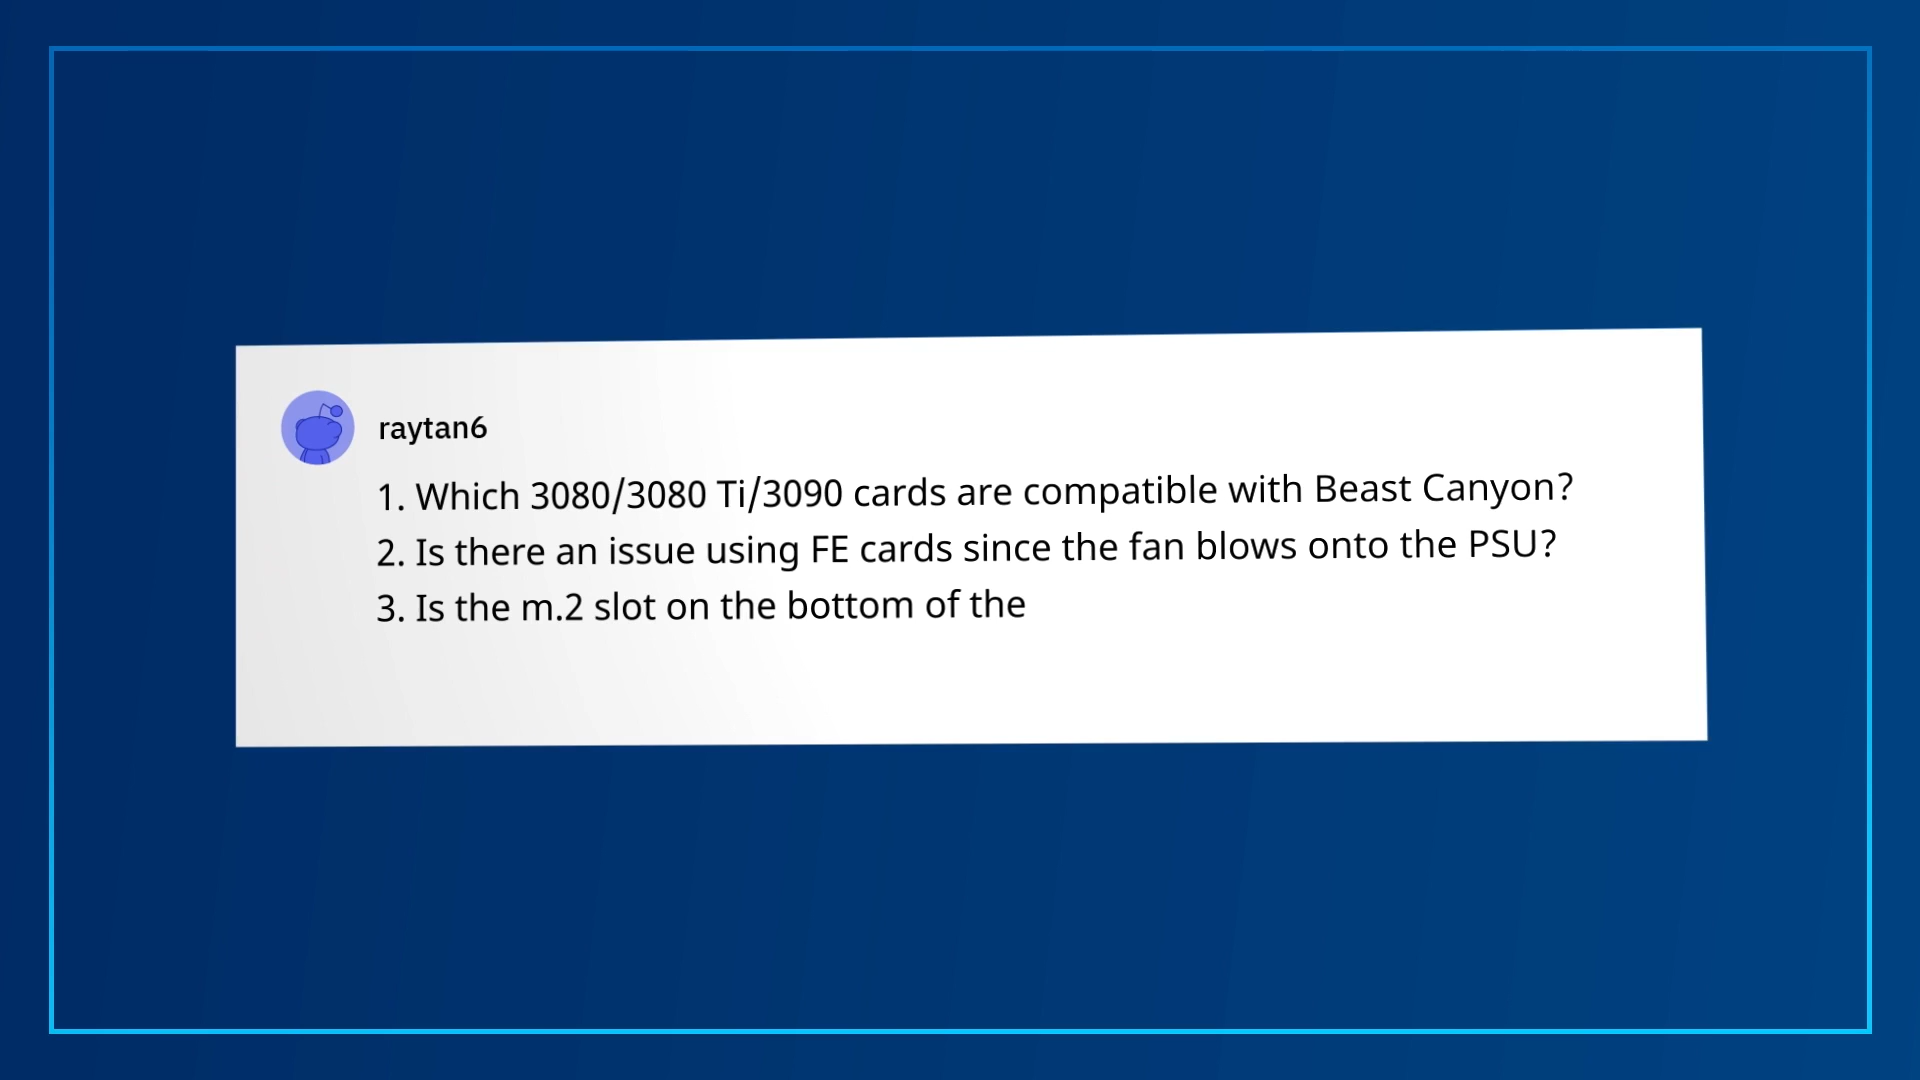 raytan6
1. Which 3080/3080 Ti/3090 cards are compatible with Beast Canyon?
2. Is there an issue using FE cards since the fan blows onto the PSU?
3. Is the m.2 slot on the bottom of the